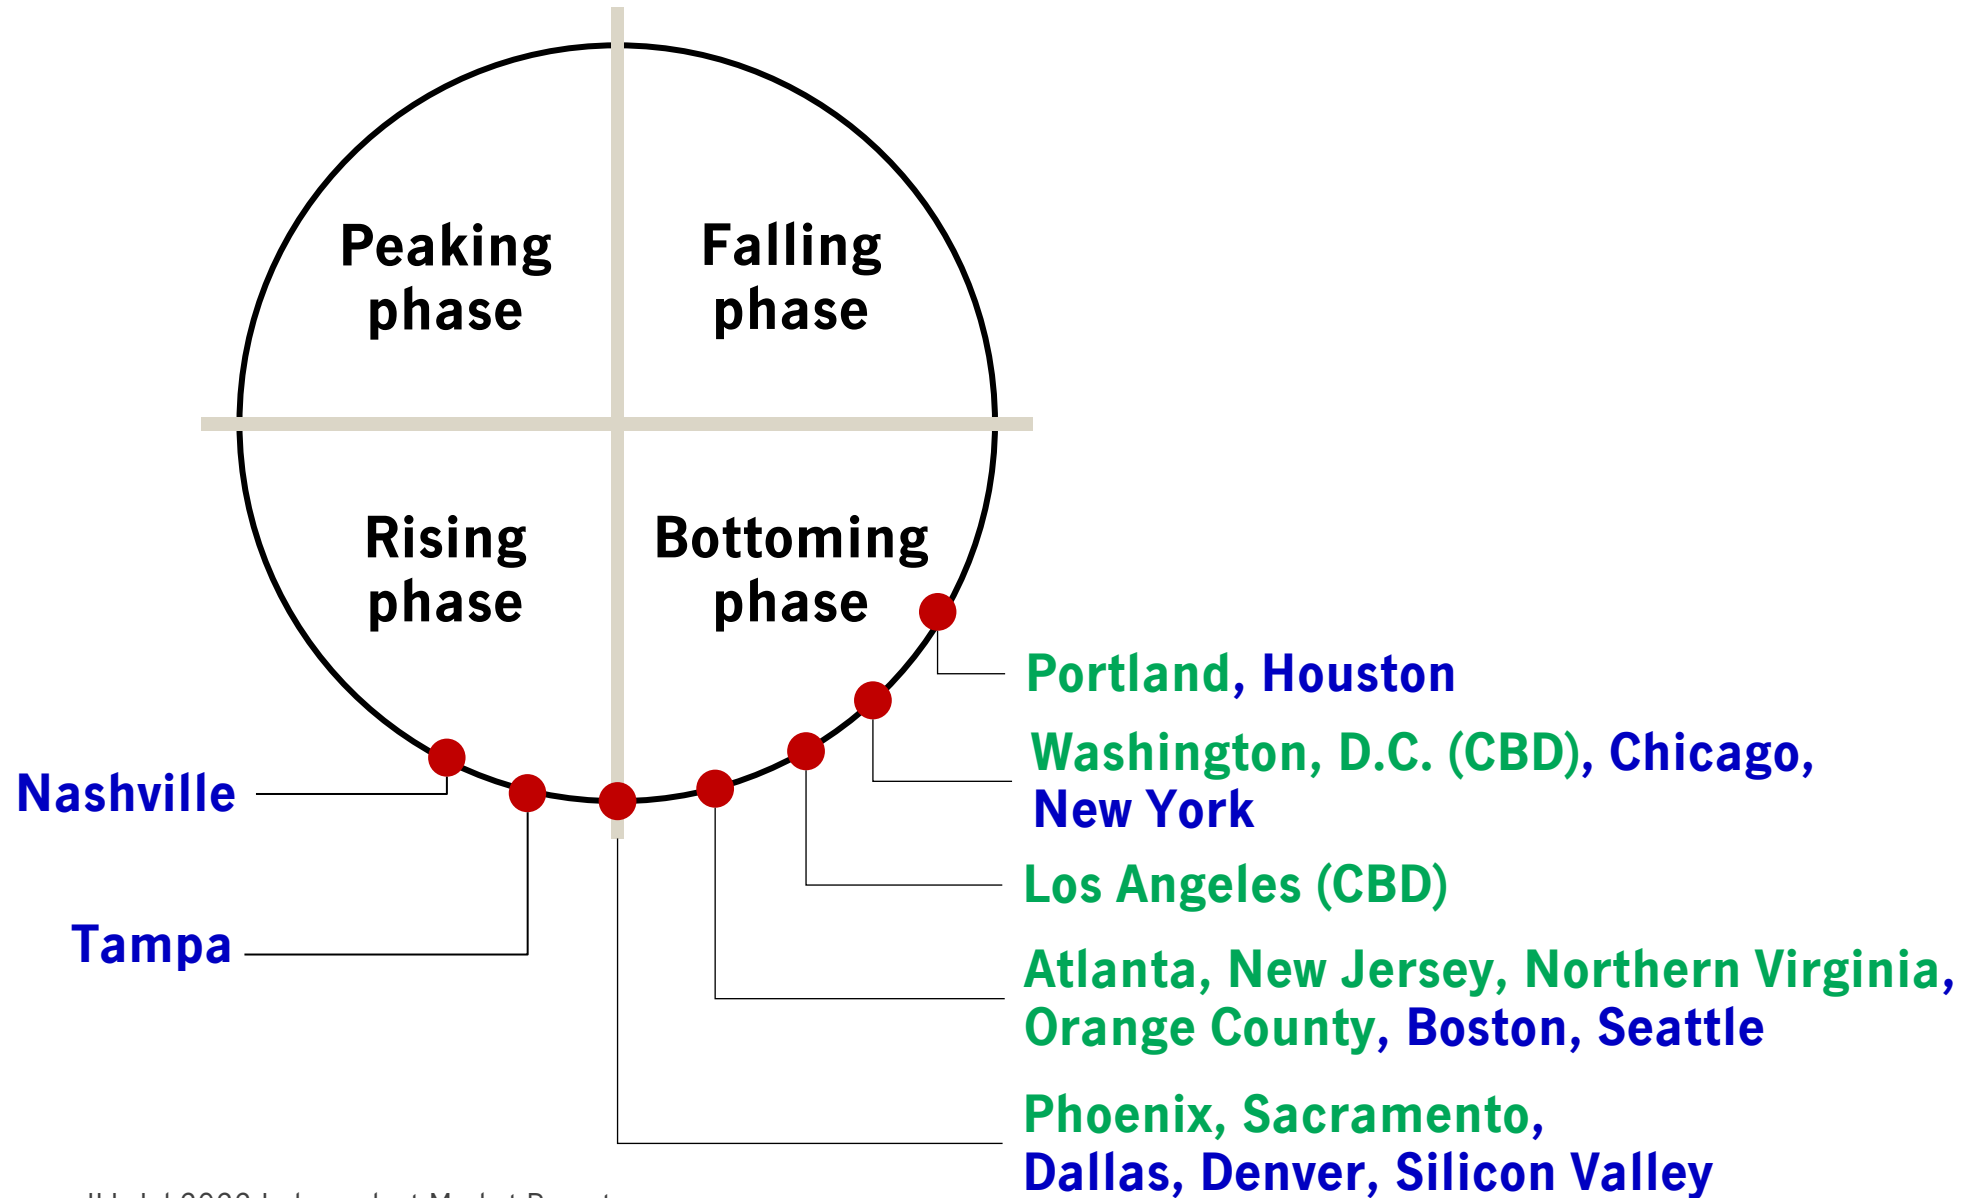 Peaking
phase
Falling
phase
Rising
phase
Bottoming
phase
Portland, Houston
Washington, D.C. (CBD), Chicago,
New York
Nashville
Los Angeles (CBD)
Tampa
Atlanta, New Jersey, Northern Virginia,
Orange County, Boston, Seattle
Phoenix, Sacramento,
Dallas, Denver, Silicon Valley